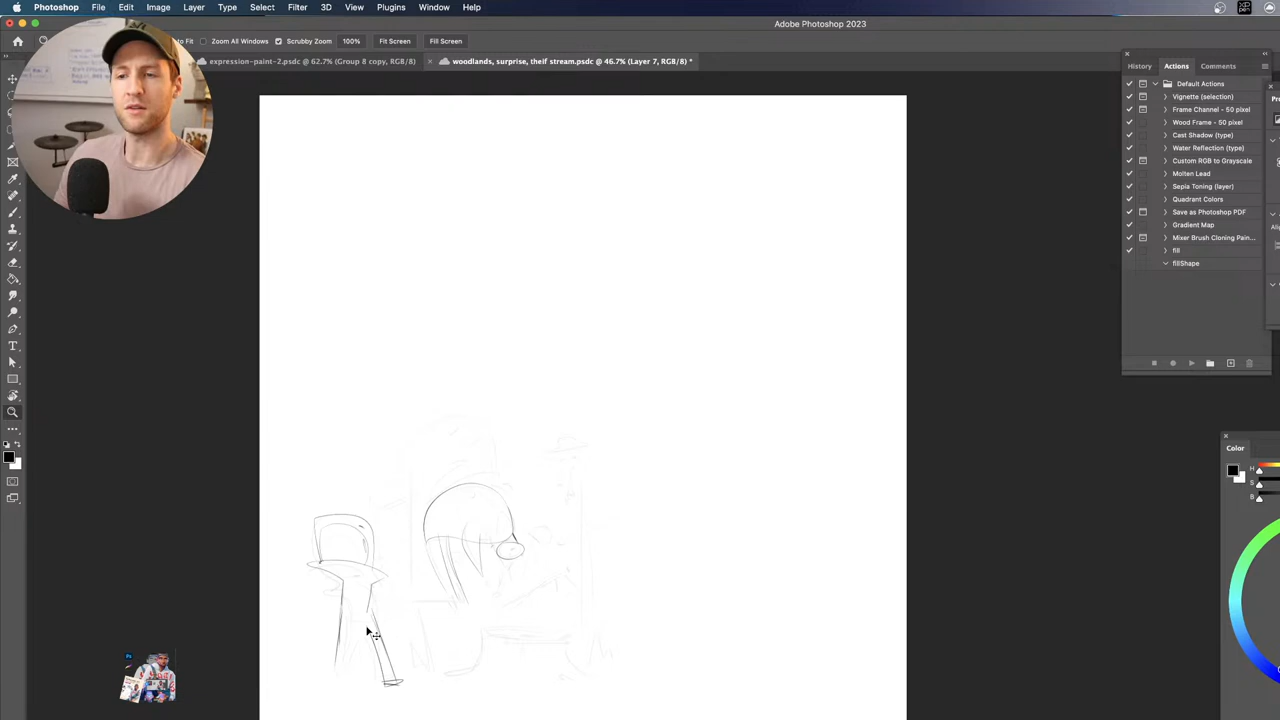 Photoshop File Edit Image Layer Type Select Filter 3D View Plugins Window Help
Adobe Photoshop 2023
to Fit Zoom All Windows Scrubby Zoom 100% Fit Screen Fill Screen
expression-paint-2.psdc @ 62.7% (Group 8 copy, RGB/8) woodlands, surprise, theif stream.psdc @ 46.7% (Layer 7, RGB/8) *
History Actions Comments
Default Actions
Vignette (selection)
Frame Channel - 50 pixel
Wood Frame - 50 pixel
Cast Shadow (type)
Water Reflection (type)
Custom RGB to Grayscale
Molten Lead
Sepia Toning (layer)
Quadrant Colors
Save as Photoshop PDF
Gradient Map
Mixer Brush Cloning Pain...
fill
fillShape
Color
H
S
B
Ps